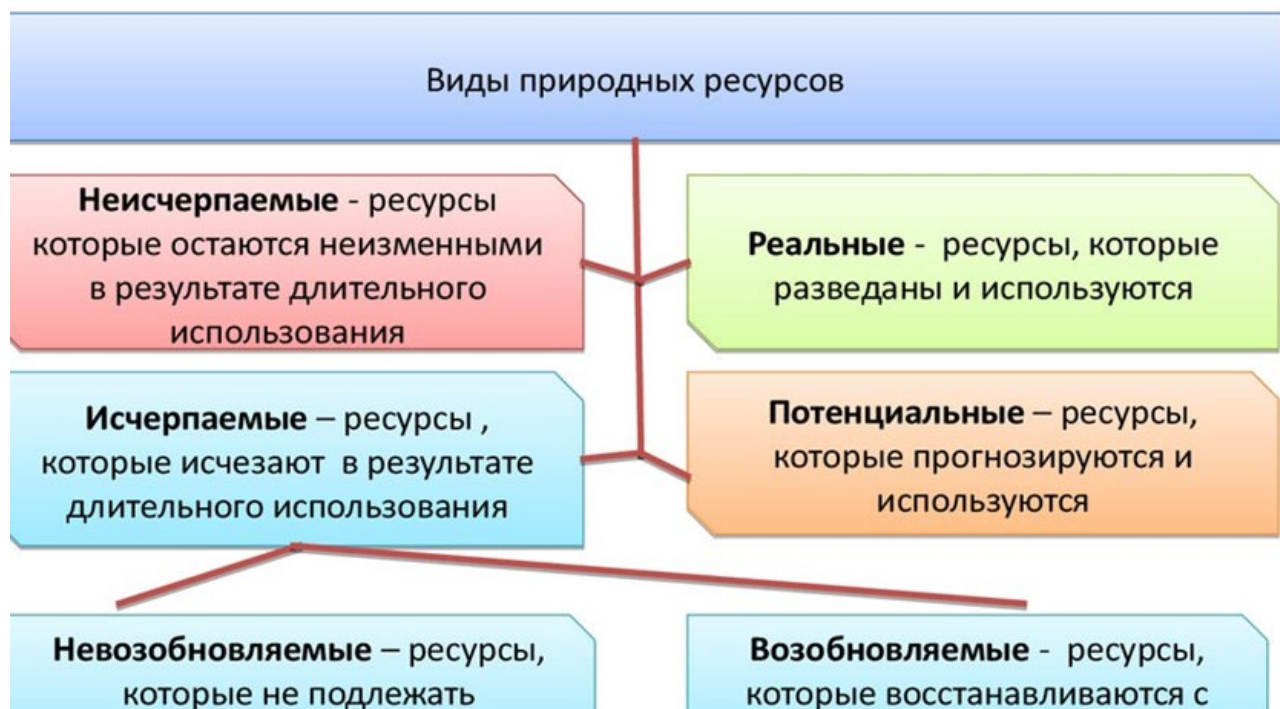 Виды природных ресурсов
Неисчерпаемые - ресурсы
которые остаются неизменными
в результате длительного
использования
Реальные - ресурсы, которые
разведаны и используются
Исчерпаемые – ресурсы ,
которые исчезают в результате
длительного использования
Потенциальные – ресурсы,
которые прогнозируются и
используются
Невозобновляемые – ресурсы,
которые не подлежать
Возобновляемые - ресурсы,
которые восстанавливаются с